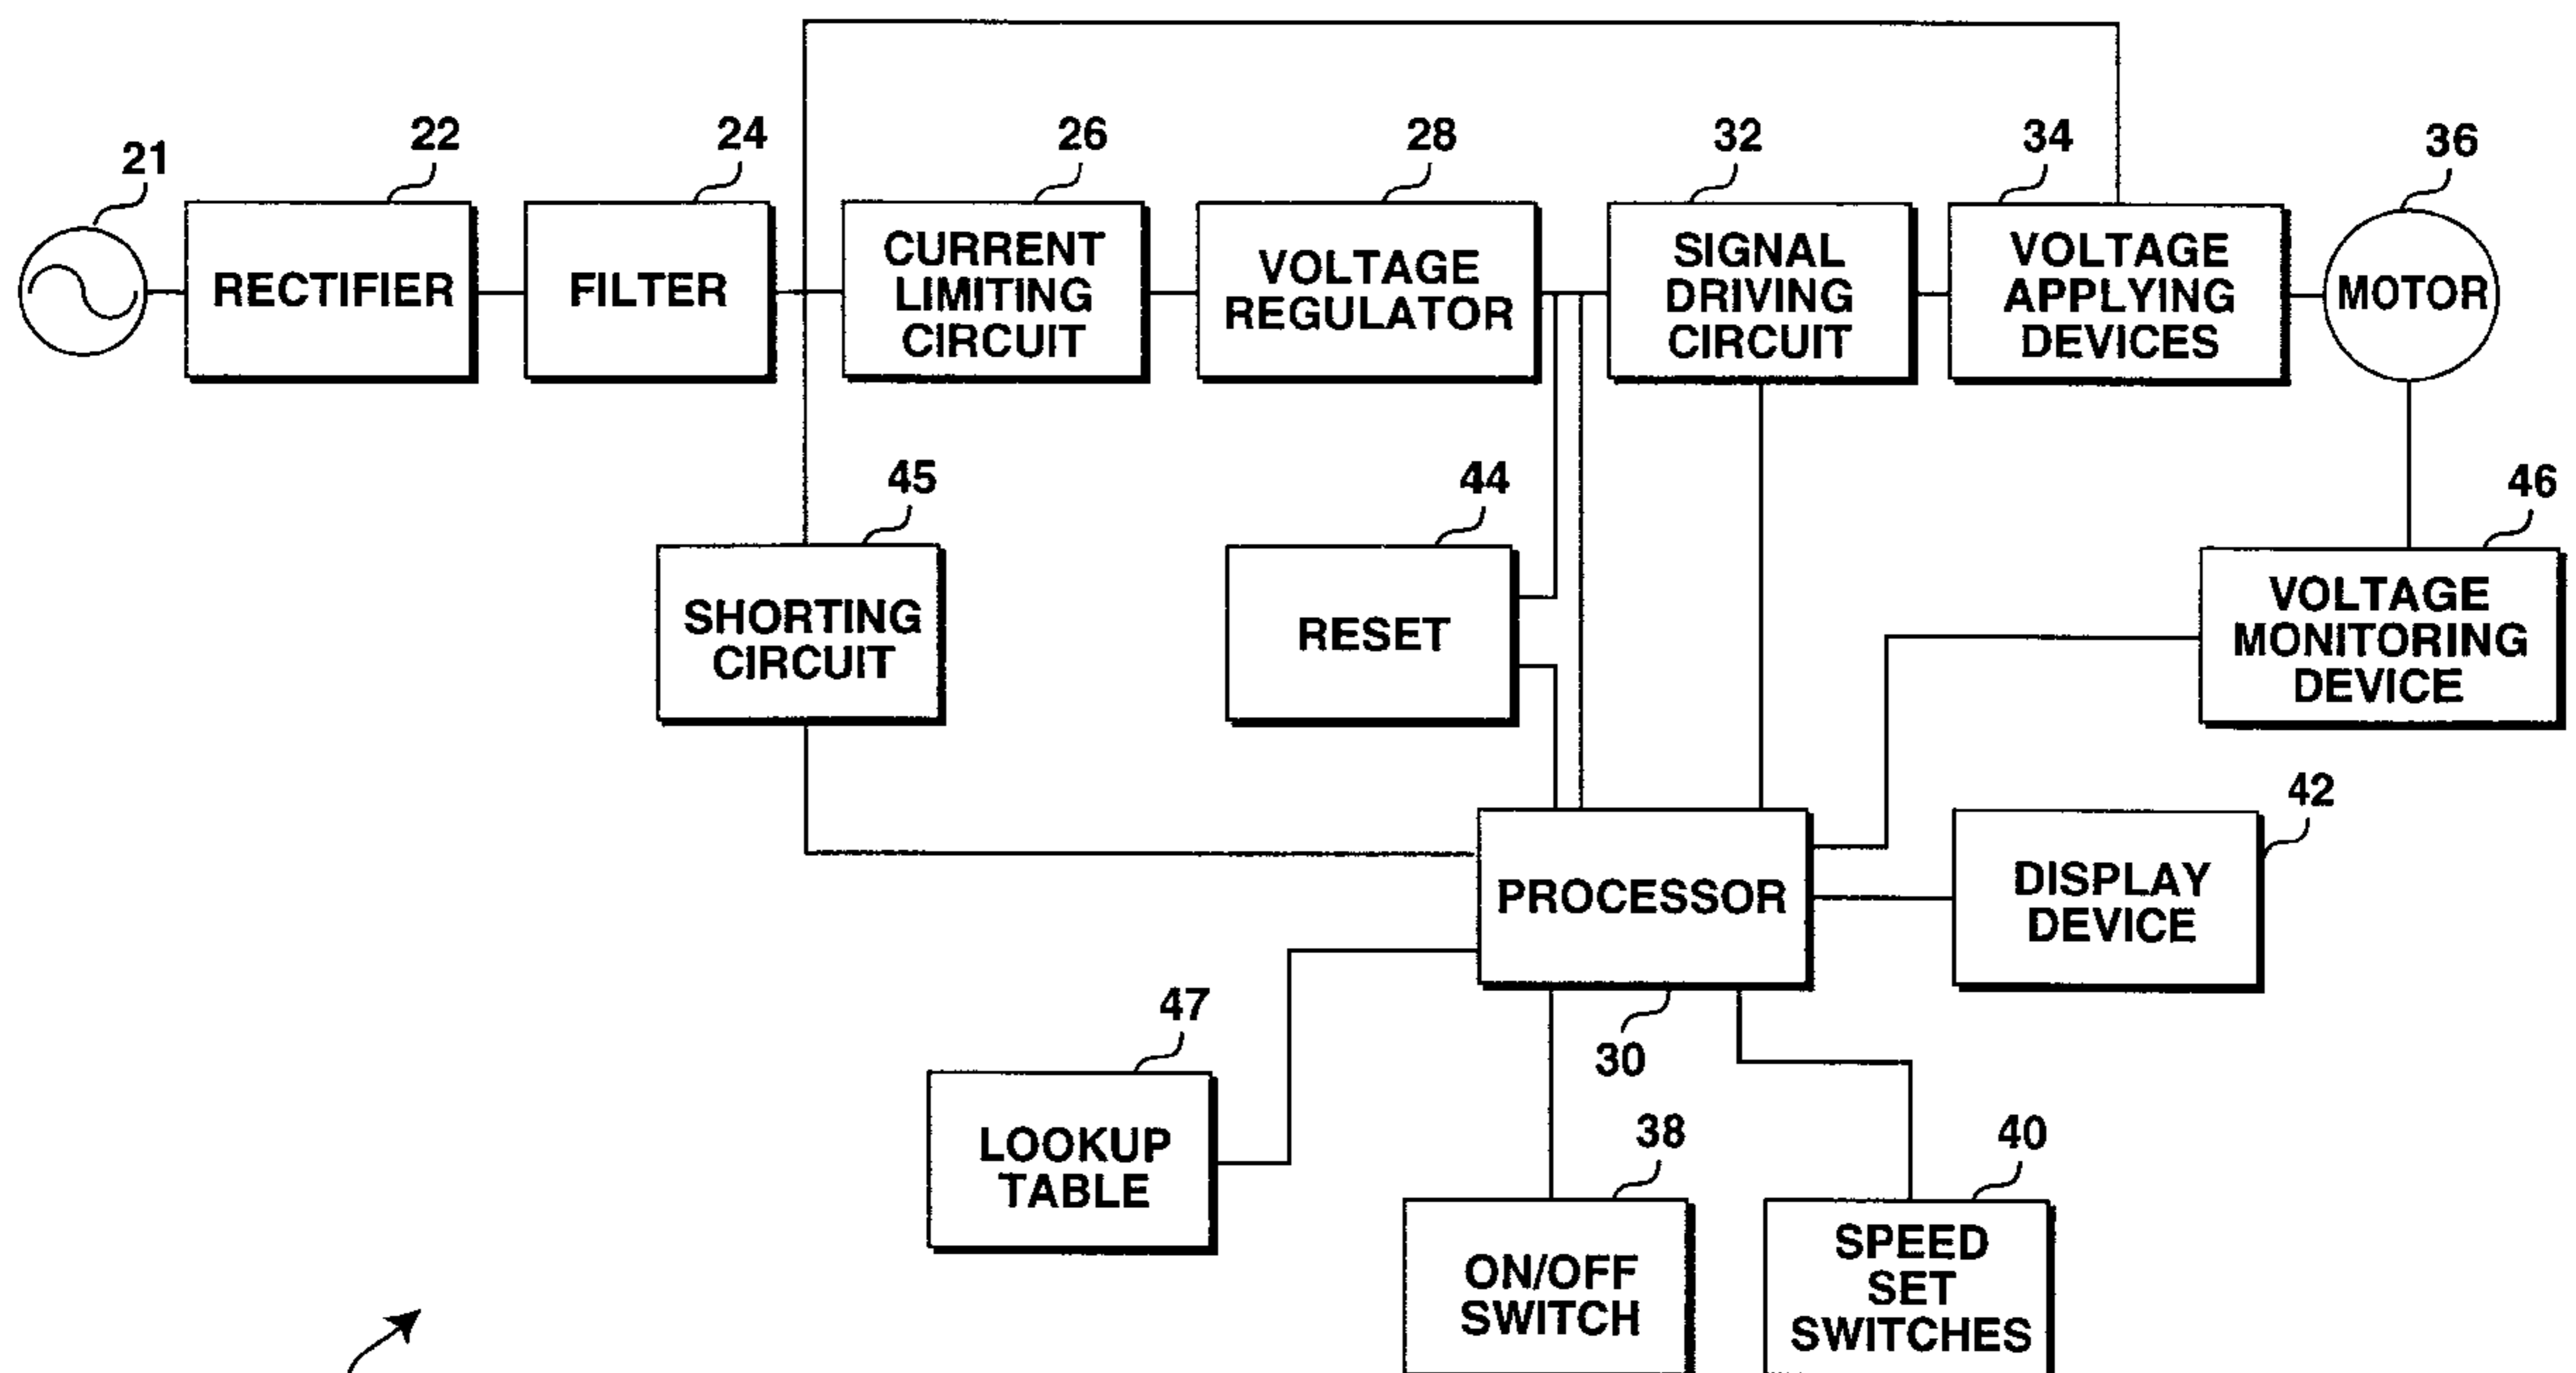 21
22
24
26
28
32
34
36
RECTIFIER
FILTER
CURRENT
LIMITING
CIRCUIT
VOLTAGE
REGULATOR
SIGNAL
DRIVING
CIRCUIT
VOLTAGE
APPLYING
DEVICES
MOTOR
45
44
46
SHORTING
CIRCUIT
RESET
VOLTAGE
MONITORING
DEVICE
42
PROCESSOR
DISPLAY
DEVICE
47
30
LOOKUP
TABLE
38
40
ON/OFF
SWITCH
SPEED
SET
SWITCHES